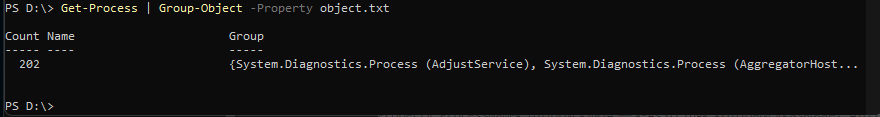 PS D:\> Get-Process | Group-Object -Property object.txt
Count Name Group
----- ---- -----
202 {System.Diagnostics.Process (AdjustService), System.Diagnostics.Process (AggregatorHost...
PS D:\>